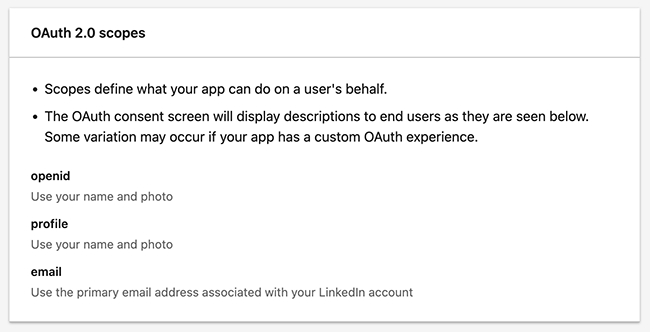 OAuth 2.0 scopes
• Scopes define what your app can do on a user's behalf.
• The OAuth consent screen will display descriptions to end users as they are seen below.
Some variation may occur if your app has a custom OAuth experience.
openid
Use your name and photo
profile
Use your name and photo
email
Use the primary email address associated with your LinkedIn account